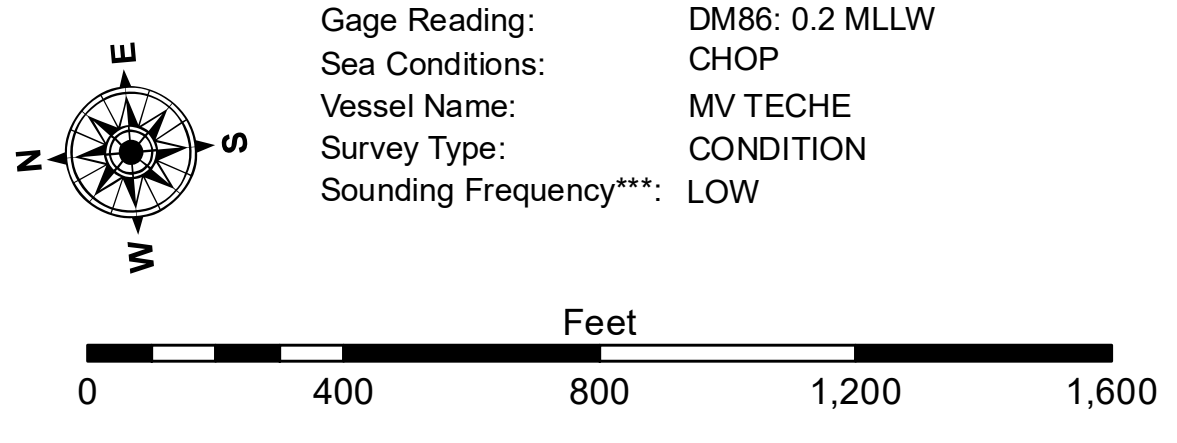 Gage Reading: DM86: 0.2 MLLW
Sea Conditions: CHOP
Vessel Name: MV TECHE
Survey Type: CONDITION
Sounding Frequency***: LOW
E
N
S
W
Feet
0 400 800 1,200 1,600